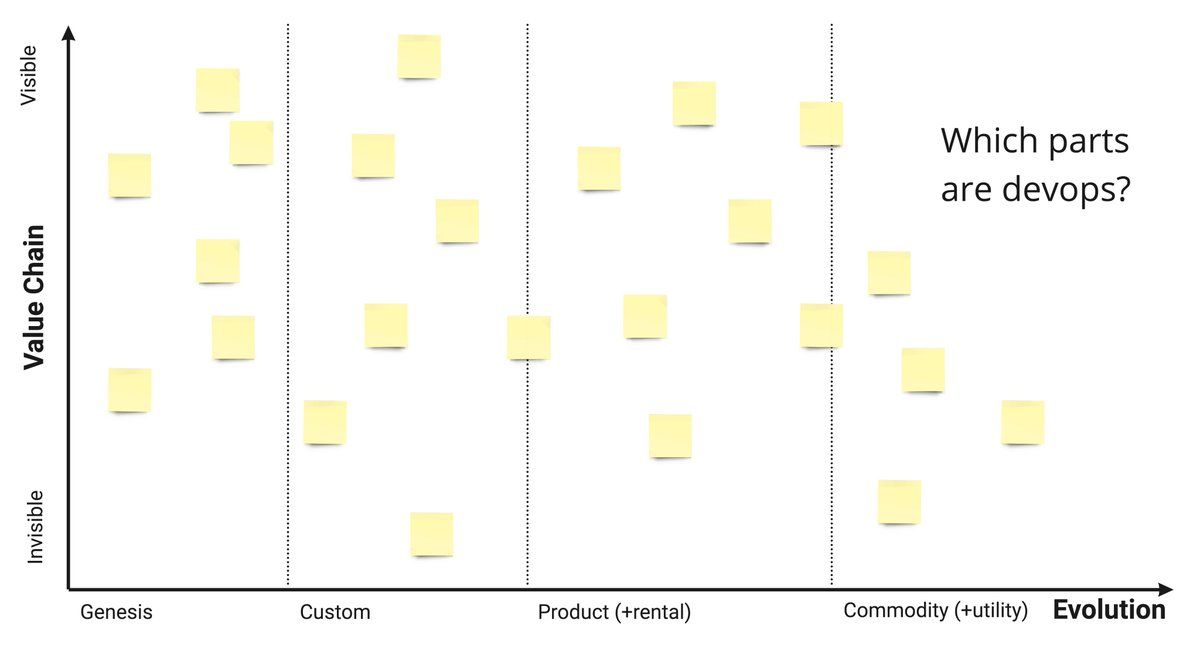 Visible
Which parts
are devops?
Value Chain
Invisible
Genesis
Custom
Product (+rental)
Commodity (+utility)
Evolution